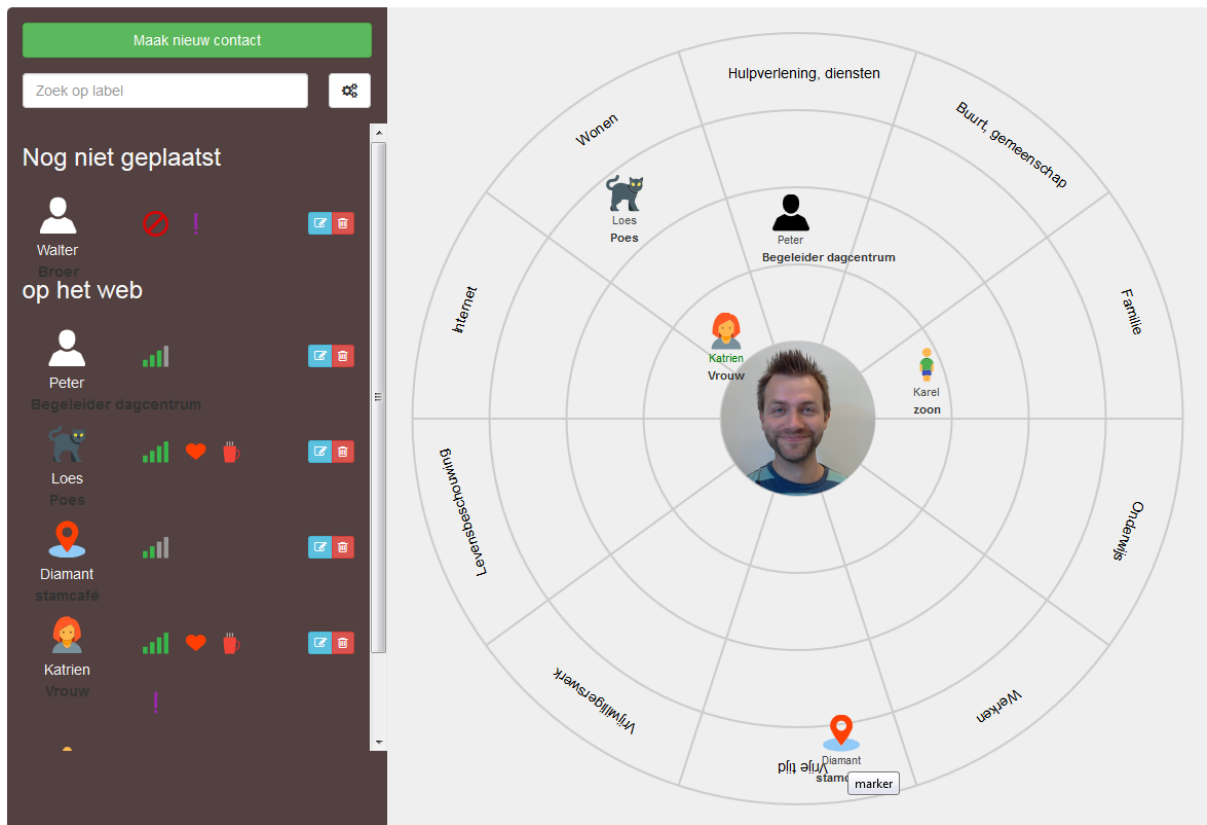 Maak nieuw contact
Zoek op label
Nog niet geplaatst
Walter
Broer
op het web
Peter
Begeleider dagcentrum
Loes
Poes
Diamant
stamcafé
Katrien
Vrouw
Hulpverlening, diensten
Wonen
Buurt, gemeenschap
Loes
Poes
Peter
Begeleider dagcentrum
Internet
Familie
Katrien
Vrouw
Karel
zoon
Levensbeschouwing
Onderwijs
Vrijwilligerswerk
Werken
Vrije tijd
Diamant
marker